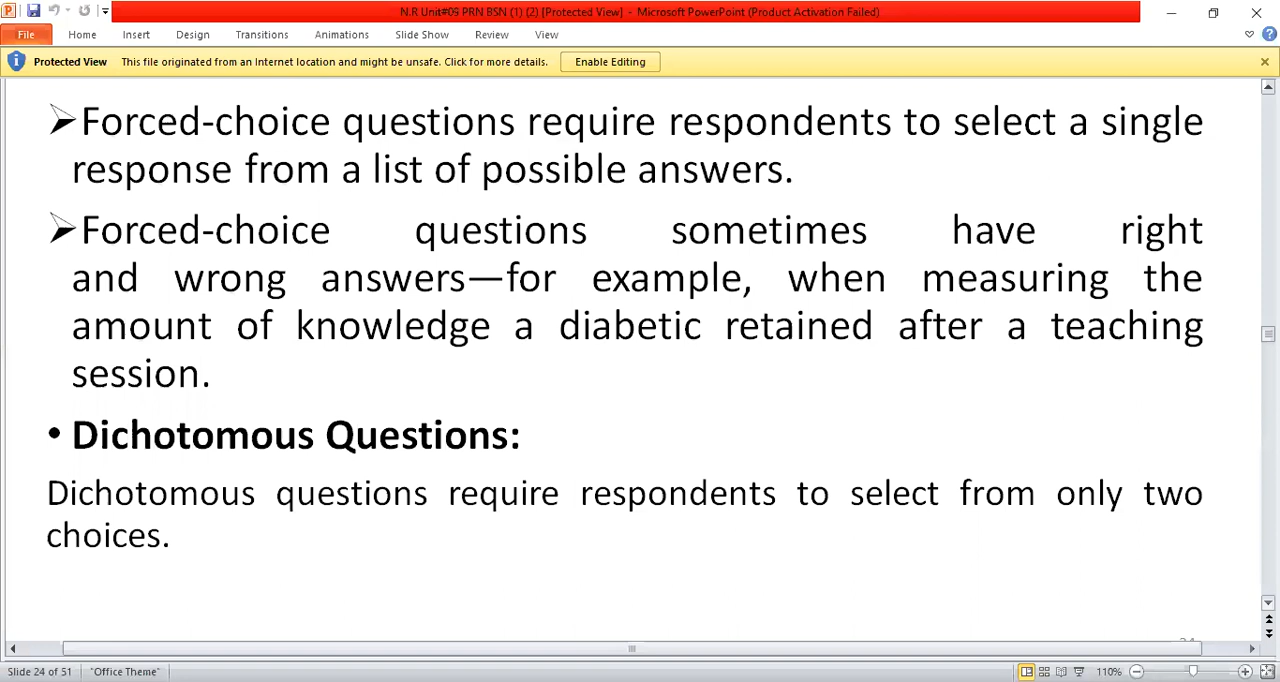 N.R Unit#09 PRN BSN (1) (2) [Protected View] - Microsoft PowerPoint (Product Activation Failed)
File Home Insert Design Transitions Animations Slide Show Review View
Protected View This file originated from an Internet location and might be unsafe. Click for more details. Enable Editing
➢Forced-choice questions require respondents to select a single
response from a list of possible answers.
➢Forced-choice questions sometimes have right
and wrong answers—for example, when measuring the
amount of knowledge a diabetic retained after a teaching
session.
• Dichotomous Questions:
Dichotomous questions require respondents to select from only two
choices.
Slide 24 of 51 "Office Theme" 110%